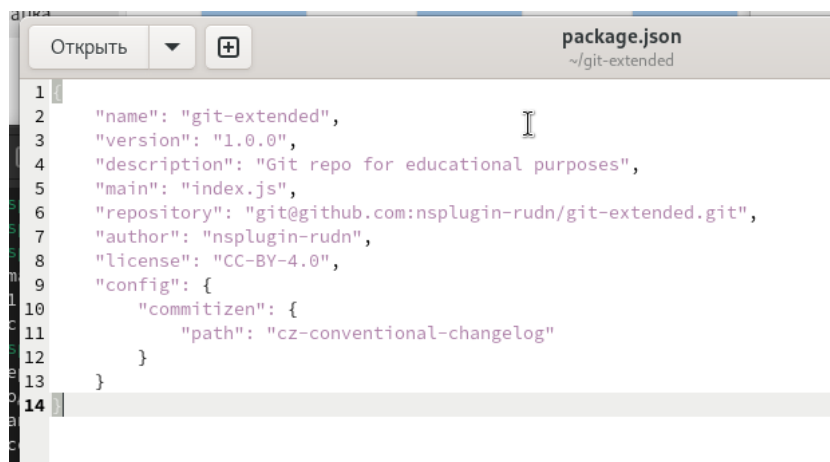 Открыть
package.json
~/git-extended
1 {
2 "name": "git-extended",
3 "version": "1.0.0",
4 "description": "Git repo for educational purposes",
5 "main": "index.js",
6 "repository": "git@github.com:nsplugin-rudn/git-extended.git",
7 "author": "nsplugin-rudn",
8 "license": "CC-BY-4.0",
9 "config": {
10 "commitizen": {
11 "path": "cz-conventional-changelog"
12 }
13 }
14 }